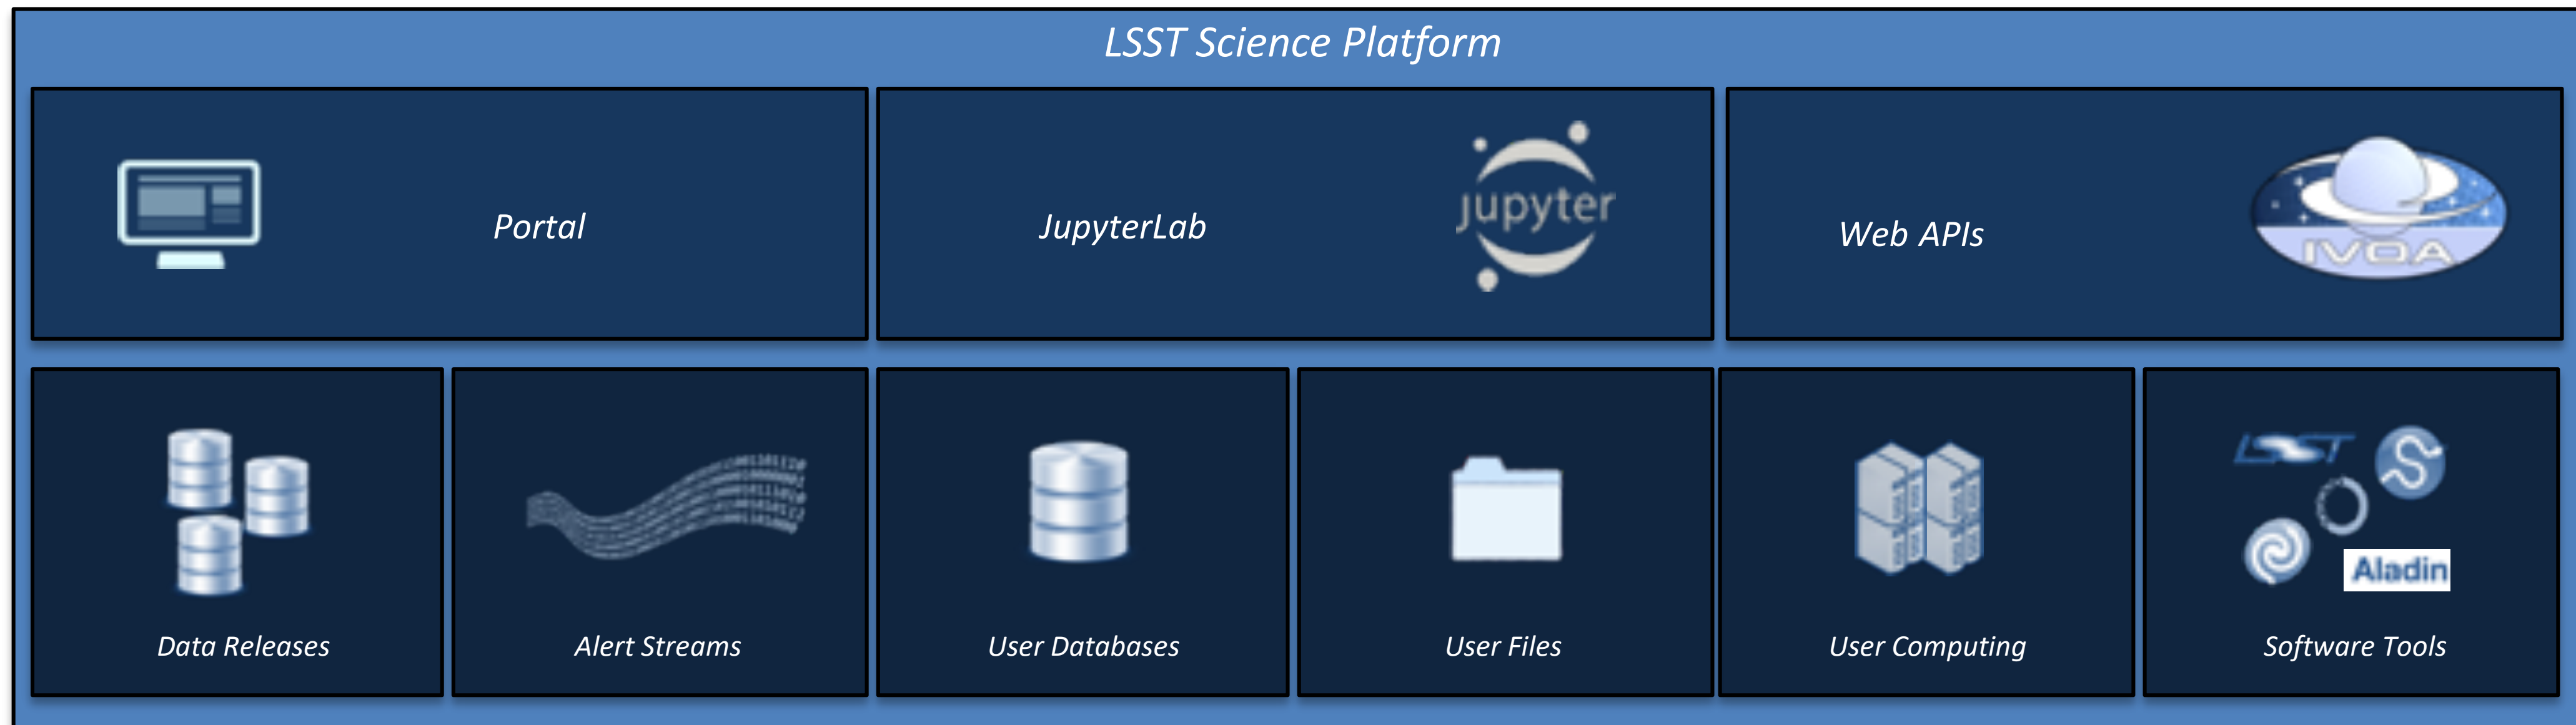 LSST Science Platform
Portal
JupyterLab
jupyter
Web APIs
IVOA
LSST
Aladin
Data Releases
Alert Streams
User Databases
User Files
User Computing
Software Tools